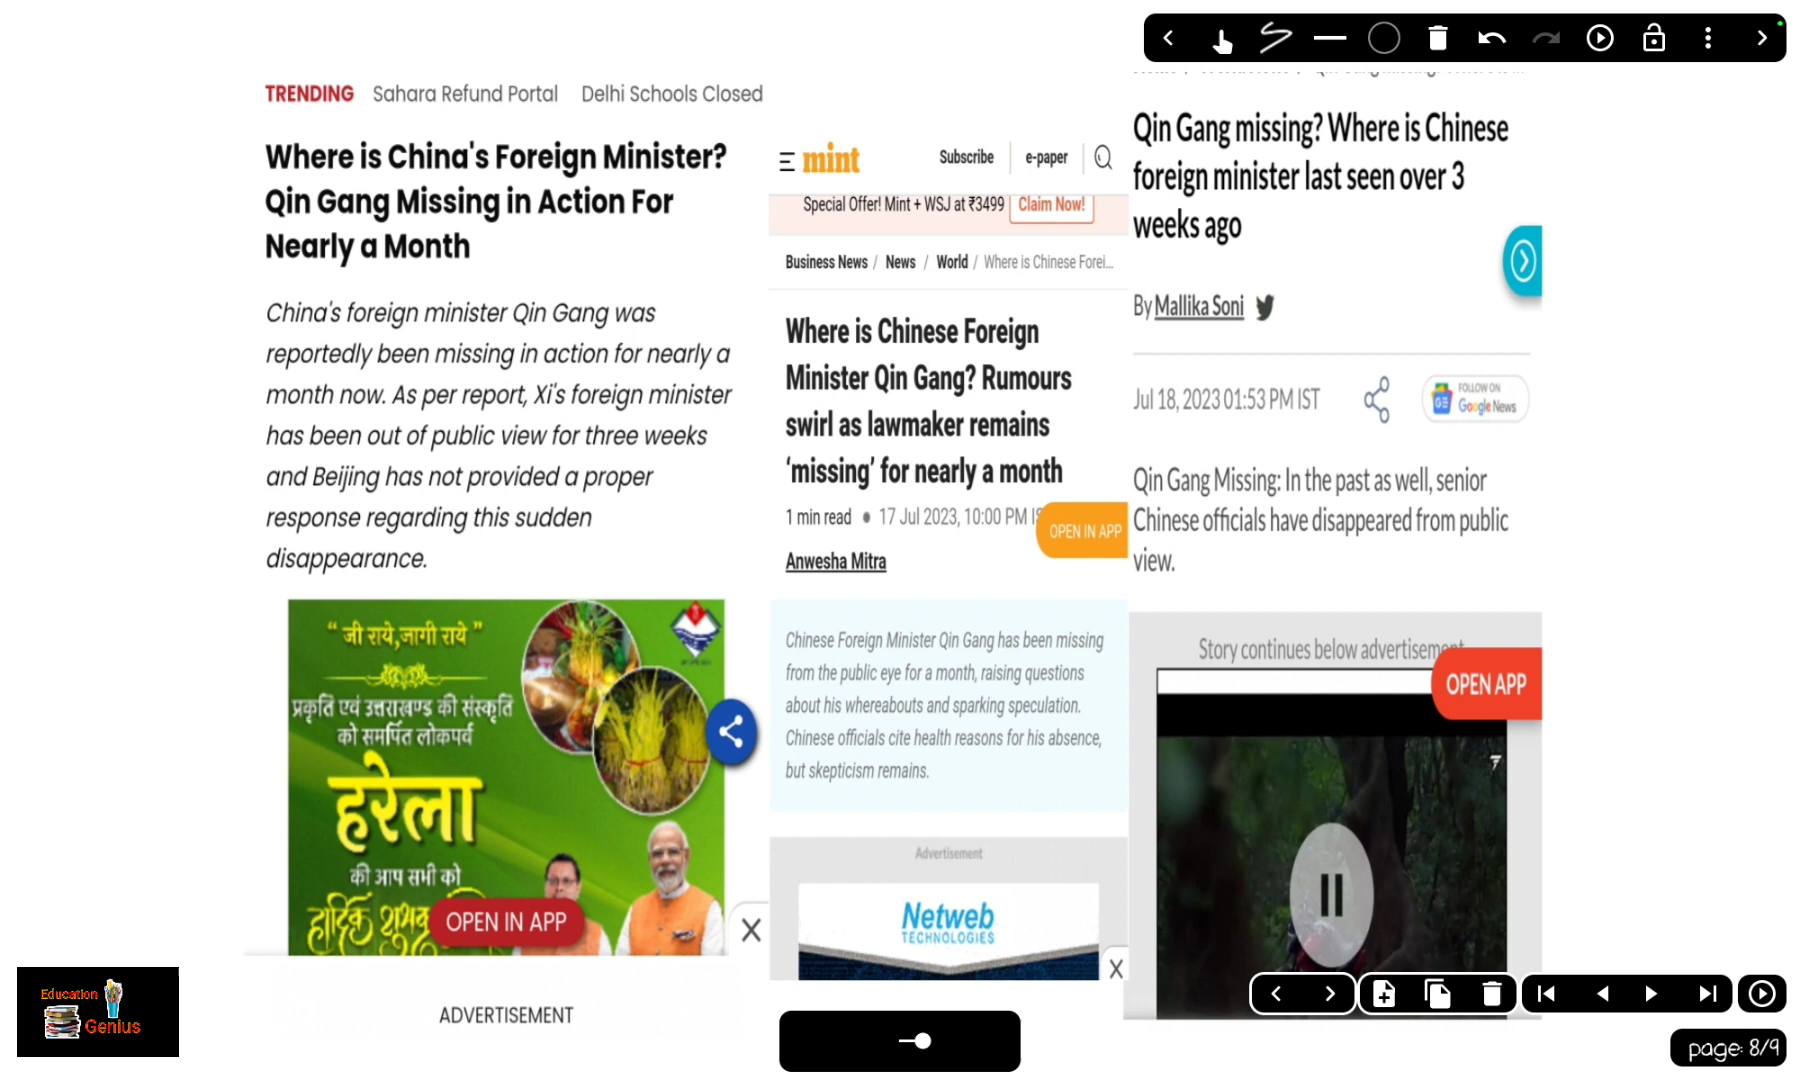 TRENDING Sahara Refund Portal Delhi Schools Closed
Where is China's Foreign Minister?
Qin Gang Missing in Action For
Nearly a Month
China's foreign minister Qin Gang was
reportedly been missing in action for nearly a
month now. As per report, Xi's foreign minister
has been out of public view for three weeks
and Beijing has not provided a proper
response regarding this sudden
disappearance.
“ जी राये,जागी राये ”
प्रकृति एवं उत्तराखण्ड की संस्कृति
को समर्पित लोकपर्व
हरेला
की आप सभी को
हार्दिक
OPEN IN APP
X
ADVERTISEMENT
mint Subscribe e-paper
Special Offer! Mint + WSJ at ₹3499 Claim Now!
Business News / News / World / Where is Chinese Forei...
Where is Chinese Foreign
Minister Qin Gang? Rumours
swirl as lawmaker remains
‘missing’ for nearly a month
1 min read • 17 Jul 2023, 10:00 PM
OPEN IN APP
Anwesha Mitra
Chinese Foreign Minister Qin Gang has been missing
from the public eye for a month, raising questions
about his whereabouts and sparking speculation.
Chinese officials cite health reasons for his absence,
but skepticism remains.
Advertisement
Netweb
TECHNOLOGIES
X
Qin Gang missing? Where is Chinese
foreign minister last seen over 3
weeks ago
By Mallika Soni
Jul 18, 2023 01:53 PM IST
FOLLOW ON
Google News
Qin Gang Missing: In the past as well, senior
Chinese officials have disappeared from public
view.
Story continues below advertisement
OPEN APP
Education
Genius
page: 8/9